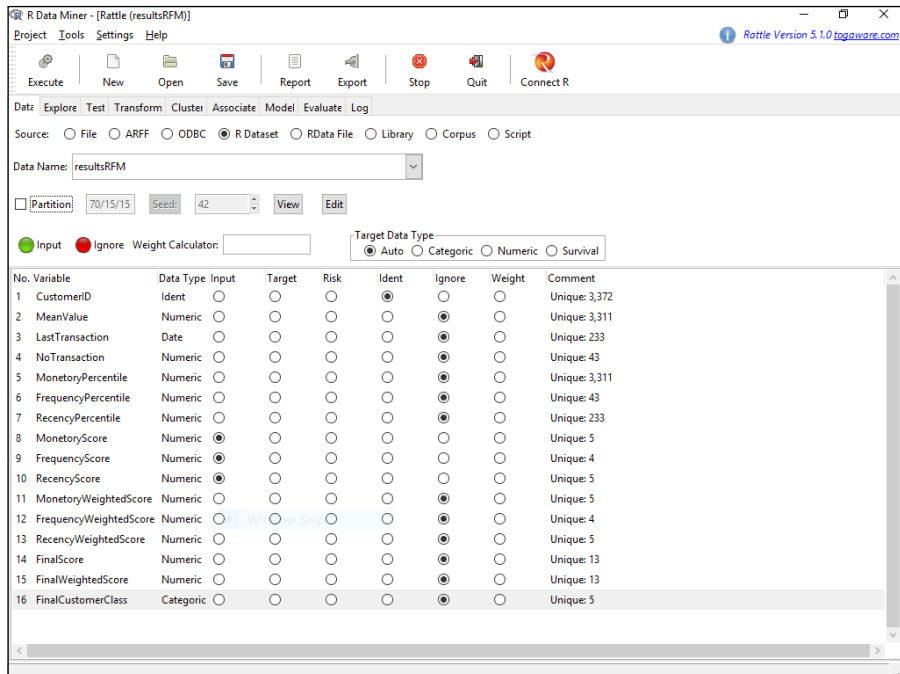 R Data Miner - [Rattle (resultsRFM)]
Project Tools Settings Help Rattle Version 5.1.0 togaware.com
Execute New Open Save Report Export Stop Quit Connect R
Data Explore Test Transform Cluster Associate Model Evaluate Log
Source: File ARFF ODBC R Dataset RData File Library Corpus Script
Data Name: resultsRFM
Partition 70/15/15 Seed: 42 View Edit
Target Data Type
Input Ignore Weight Calculator: Auto Categoric Numeric Survival
No. Variable Data Type Input Target Risk Ident Ignore Weight Comment
1 CustomerID Ident Unique: 3,372
2 MeanValue Numeric Unique: 3,311
3 LastTransaction Date Unique: 233
4 NoTransaction Numeric Unique: 43
5 MonetoryPercentile Numeric Unique: 3,311
6 FrequencyPercentile Numeric Unique: 43
7 RecencyPercentile Numeric Unique: 233
8 MonetoryScore Numeric Unique: 5
9 FrequencyScore Numeric Unique: 4
10 RecencyScore Numeric Unique: 5
11 MonetoryWeightedScore Numeric Unique: 5
12 FrequencyWeightedScore Numeric Window Snip Unique: 4
13 RecencyWeightedScore Numeric Unique: 5
14 FinalScore Numeric Unique: 13
15 FinalWeightedScore Numeric Unique: 13
16 FinalCustomerClass Categoric Unique: 5